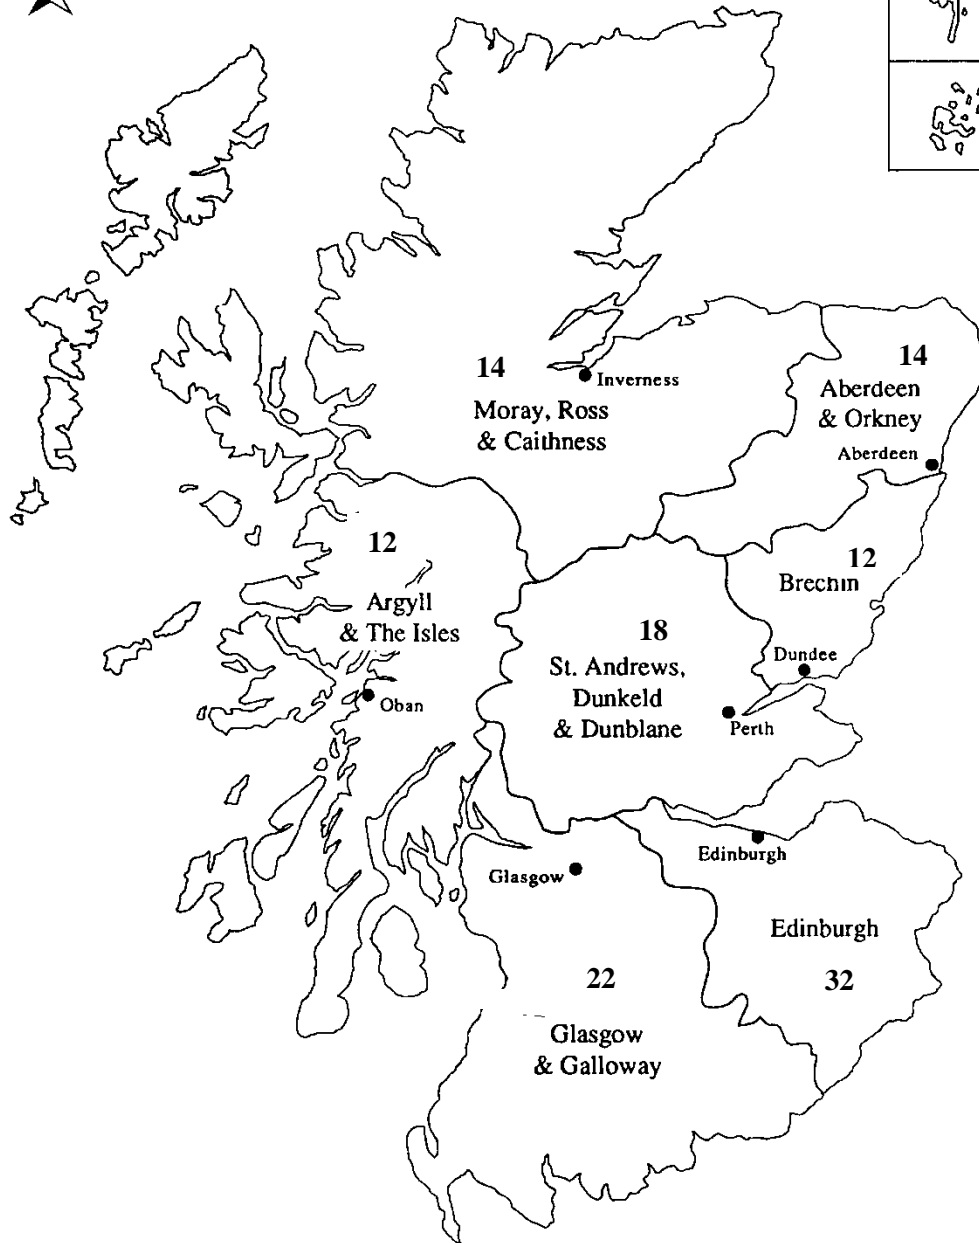 14
Inverness
Moray, Ross
& Caithness
14
Aberdeen
& Orkney
Aberdeen
12
Argyll
& The Isles
Oban
12
Brechin
Dundee
18
St. Andrews,
Dunkeld
& Dunblane
Perth
Edinburgh
Glasgow
Edinburgh
32
22
Glasgow
& Galloway